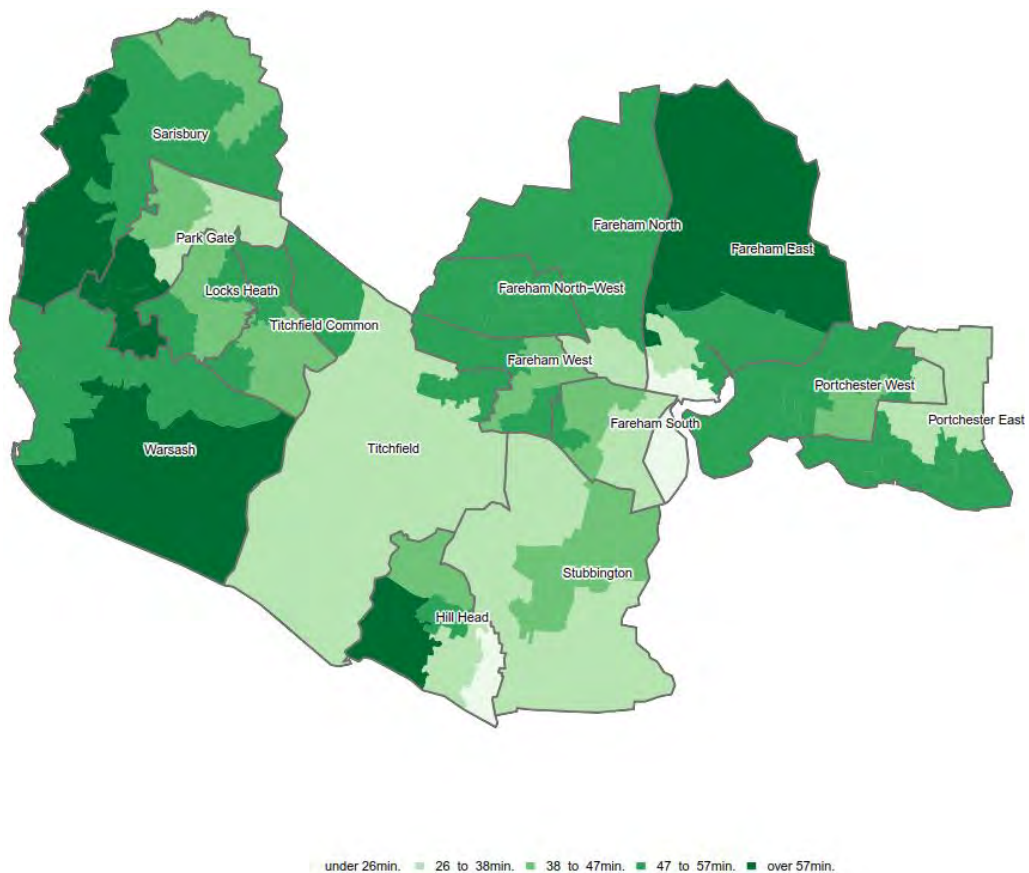 Sarisbury
Fareham North
Park Gate
Fareham East
Locks Heath
Fareham North-West
Titchfield Common
Fareham West
Portchester West
Fareham South
Portchester East
Warsash
Titchfield
Stubbington
Hill Head
under 26min. 26 to 38min. 38 to 47min. 47 to 57min. over 57min.